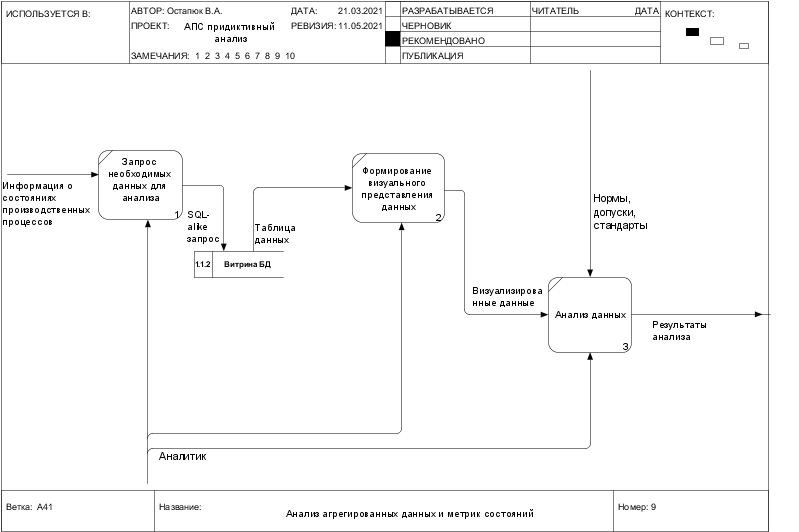 ИСПОЛЬЗУЕТСЯ В:
АВТОР: Остапюк В.А.
ДАТА: 21.03.2021
ПРОЕКТ: АПС придиктивный
анализ
РЕВИЗИЯ: 11.05.2021
ЗАМЕЧАНИЯ: 1 2 3 4 5 6 7 8 9 10
РАЗРАБАТЫВАЕТСЯ
ЧЕРНОВИК
РЕКОМЕНДОВАНО
ПУБЛИКАЦИЯ
ЧИТАТЕЛЬ
ДАТА
КОНТЕКСТ:
Информация о
состояниях
производственных
процессов
Запрос
необходимых
данных для
анализа
1
SQL-
alike
запрос
1.1.2 Витрина БД
Таблица
данных
Формирование
визуального
представления
данных
2
Нормы,
допуски,
стандарты
Визуализирова
нные данные
Анализ данных
3
Результаты
анализа
Аналитик
Ветка: A41
Название:
Анализ агрегированных данных и метрик состояний
Номер: 9